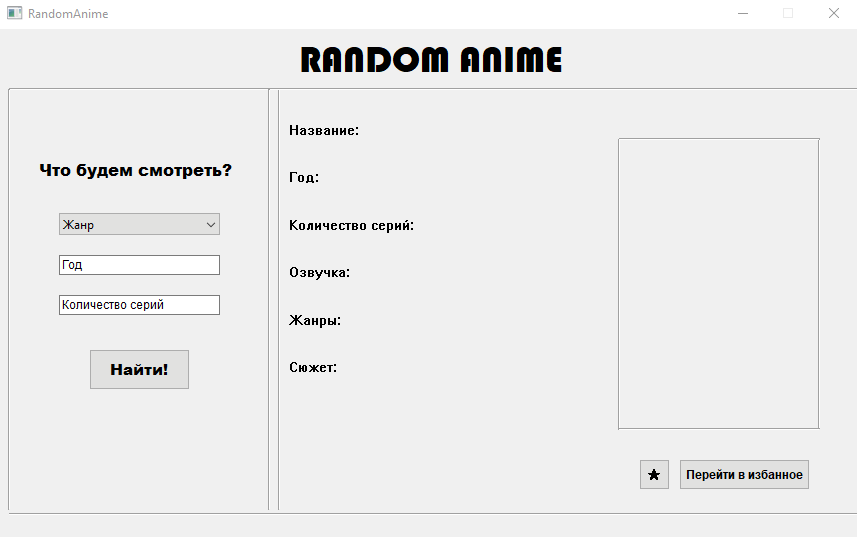 RandomAnime
RANDOM ANIME
Что будем смотреть?
Жанр
Год
Количество серий
Найти!
Название:
Год:
Количество серий:
Озвучка:
Жанры:
Сюжет:
★
Перейти в избанное